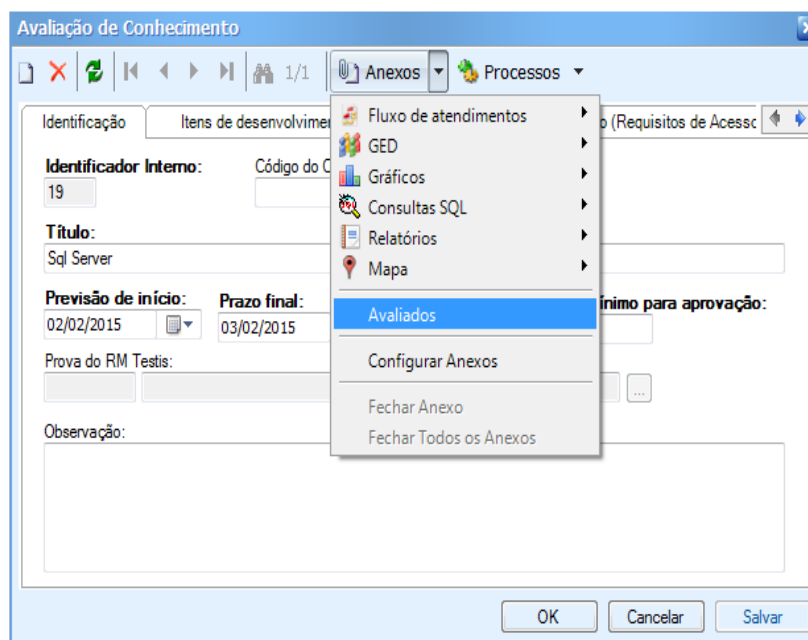 Avaliação de Conhecimento
1/1 Anexos Processos
Identificação Itens de desenvolvimen o (Requisitos de Acesso
Fluxo de atendimentos
GED
Gráficos
Consultas SQL
Relatórios
Mapa
Avaliados
Configurar Anexos
Fechar Anexo
Fechar Todos os Anexos
Identificador Interno: Código do C
19
Título:
Sql Server
Previsão de início: Prazo final: ínimo para aprovação:
02/02/2015 03/02/2015
Prova do RM Testis:
...
Observação:
OK Cancelar Salvar